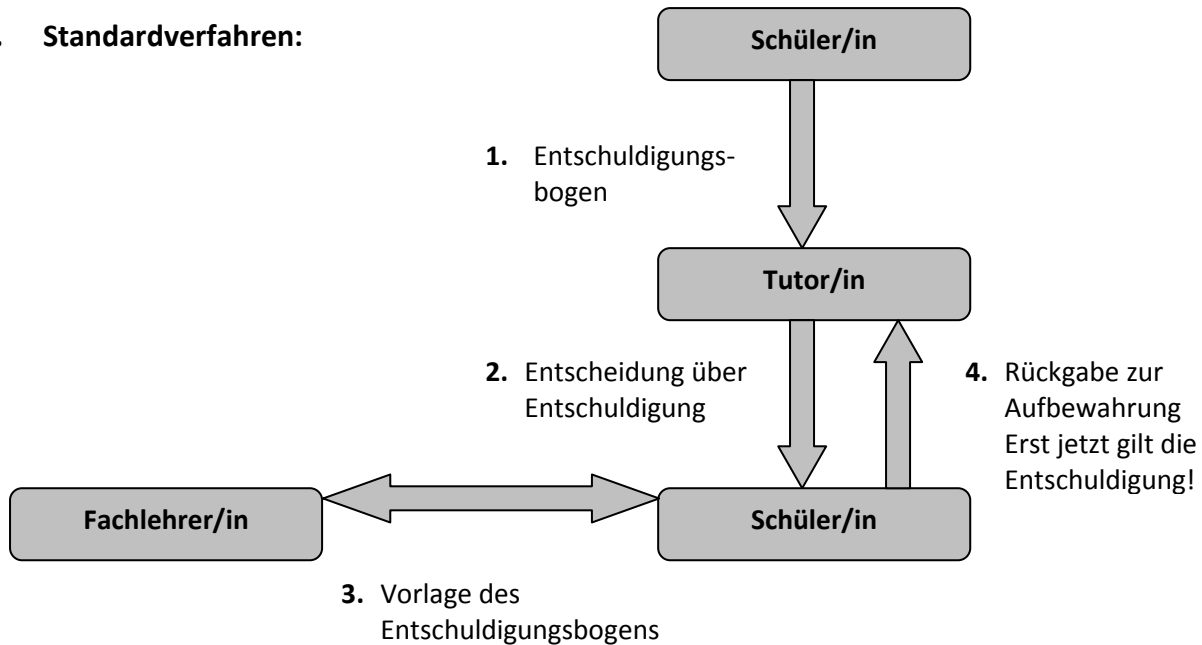 . Standardverfahren:
Schüler/in
1. Entschuldigungs-
bogen
Tutor/in
2. Entscheidung über
Entschuldigung
4. Rückgabe zur
Aufbewahrung
Erst jetzt gilt die
Entschuldigung!
Fachlehrer/in
Schüler/in
3. Vorlage des
Entschuldigungsbogens